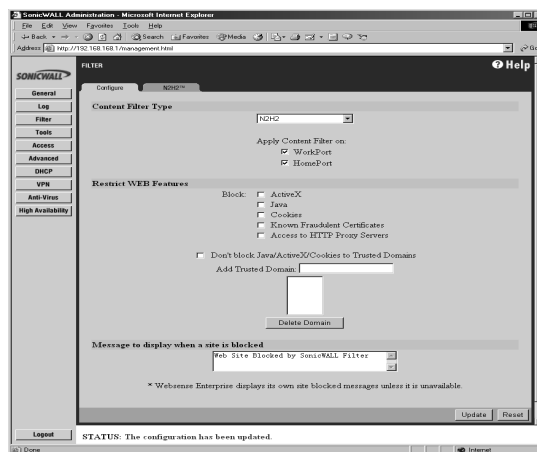 SonicWALL Administration - Microsoft Internet Explorer
File Edit View Favorites Tools Help
Back Search Favorites Media
Address http://192.168.168.1/management.html Go
SONICWALL
FILTER
Help
Configure N2H2™
General
Log
Filter
Tools
Access
Advanced
DHCP
VPN
Anti-Virus
High Availability
Logout
Content Filter Type
N2H2
Apply Content Filter on:
WorkPort
HomePort
Restrict WEB Features
Block: ActiveX
Java
Cookies
Known Fraudulent Certificates
Access to HTTP Proxy Servers
Don't block Java/ActiveX/Cookies to Trusted Domains
Add Trusted Domain:
Delete Domain
Message to display when a site is blocked
Web Site Blocked by SonicWALL Filter
* Websense Enterprise displays its own site blocked messages unless it is unavailable.
Update Reset
STATUS: The configuration has been updated.
Done Internet